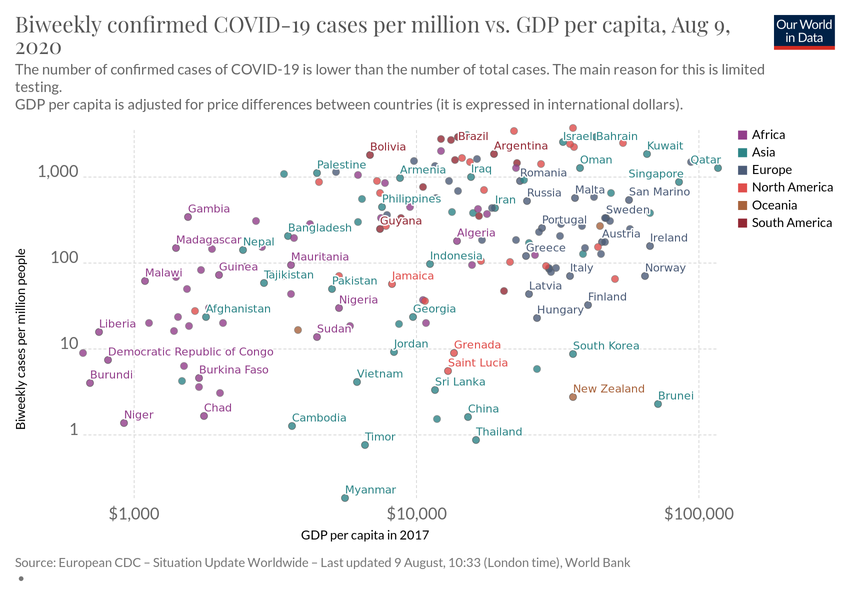 Biweekly confirmed COVID-19 cases per million vs. GDP per capita, Aug 9,
2020
Our World
in Data
The number of confirmed cases of COVID-19 is lower than the number of total cases. The main reason for this is limited
testing.
GDP per capita is adjusted for price differences between countries (it is expressed in international dollars).
Africa
Asia
Europe
North America
Oceania
South America
Biweekly cases per million people
1,000
100
10
1
Bolivia
Brazil
Argentina
Israel
Bahrain
Kuwait
Qatar
Palestine
Armenia
Iraq
Romania
Oman
Singapore
Philippines
Iran
Russia
Malta
San Marino
Gambia
Guyana
Portugal
Sweden
Bangladesh
Madagascar
Nepal
Algeria
Austria
Ireland
Mauritania
Indonesia
Greece
Malawi
Guinea
Tajikistan
Pakistan
Jamaica
Italy
Norway
Latvia
Afghanistan
Nigeria
Georgia
Hungary
Finland
Liberia
Sudan
Democratic Republic of Congo
Jordan
Grenada
South Korea
Burundi
Burkina Faso
Vietnam
Saint Lucia
Sri Lanka
New Zealand
Brunei
Niger
Chad
Cambodia
China
Timor
Thailand
Myanmar
$1,000
$10,000
$100,000
GDP per capita in 2017
Source: European CDC – Situation Update Worldwide – Last updated 9 August, 10:33 (London time), World Bank
•